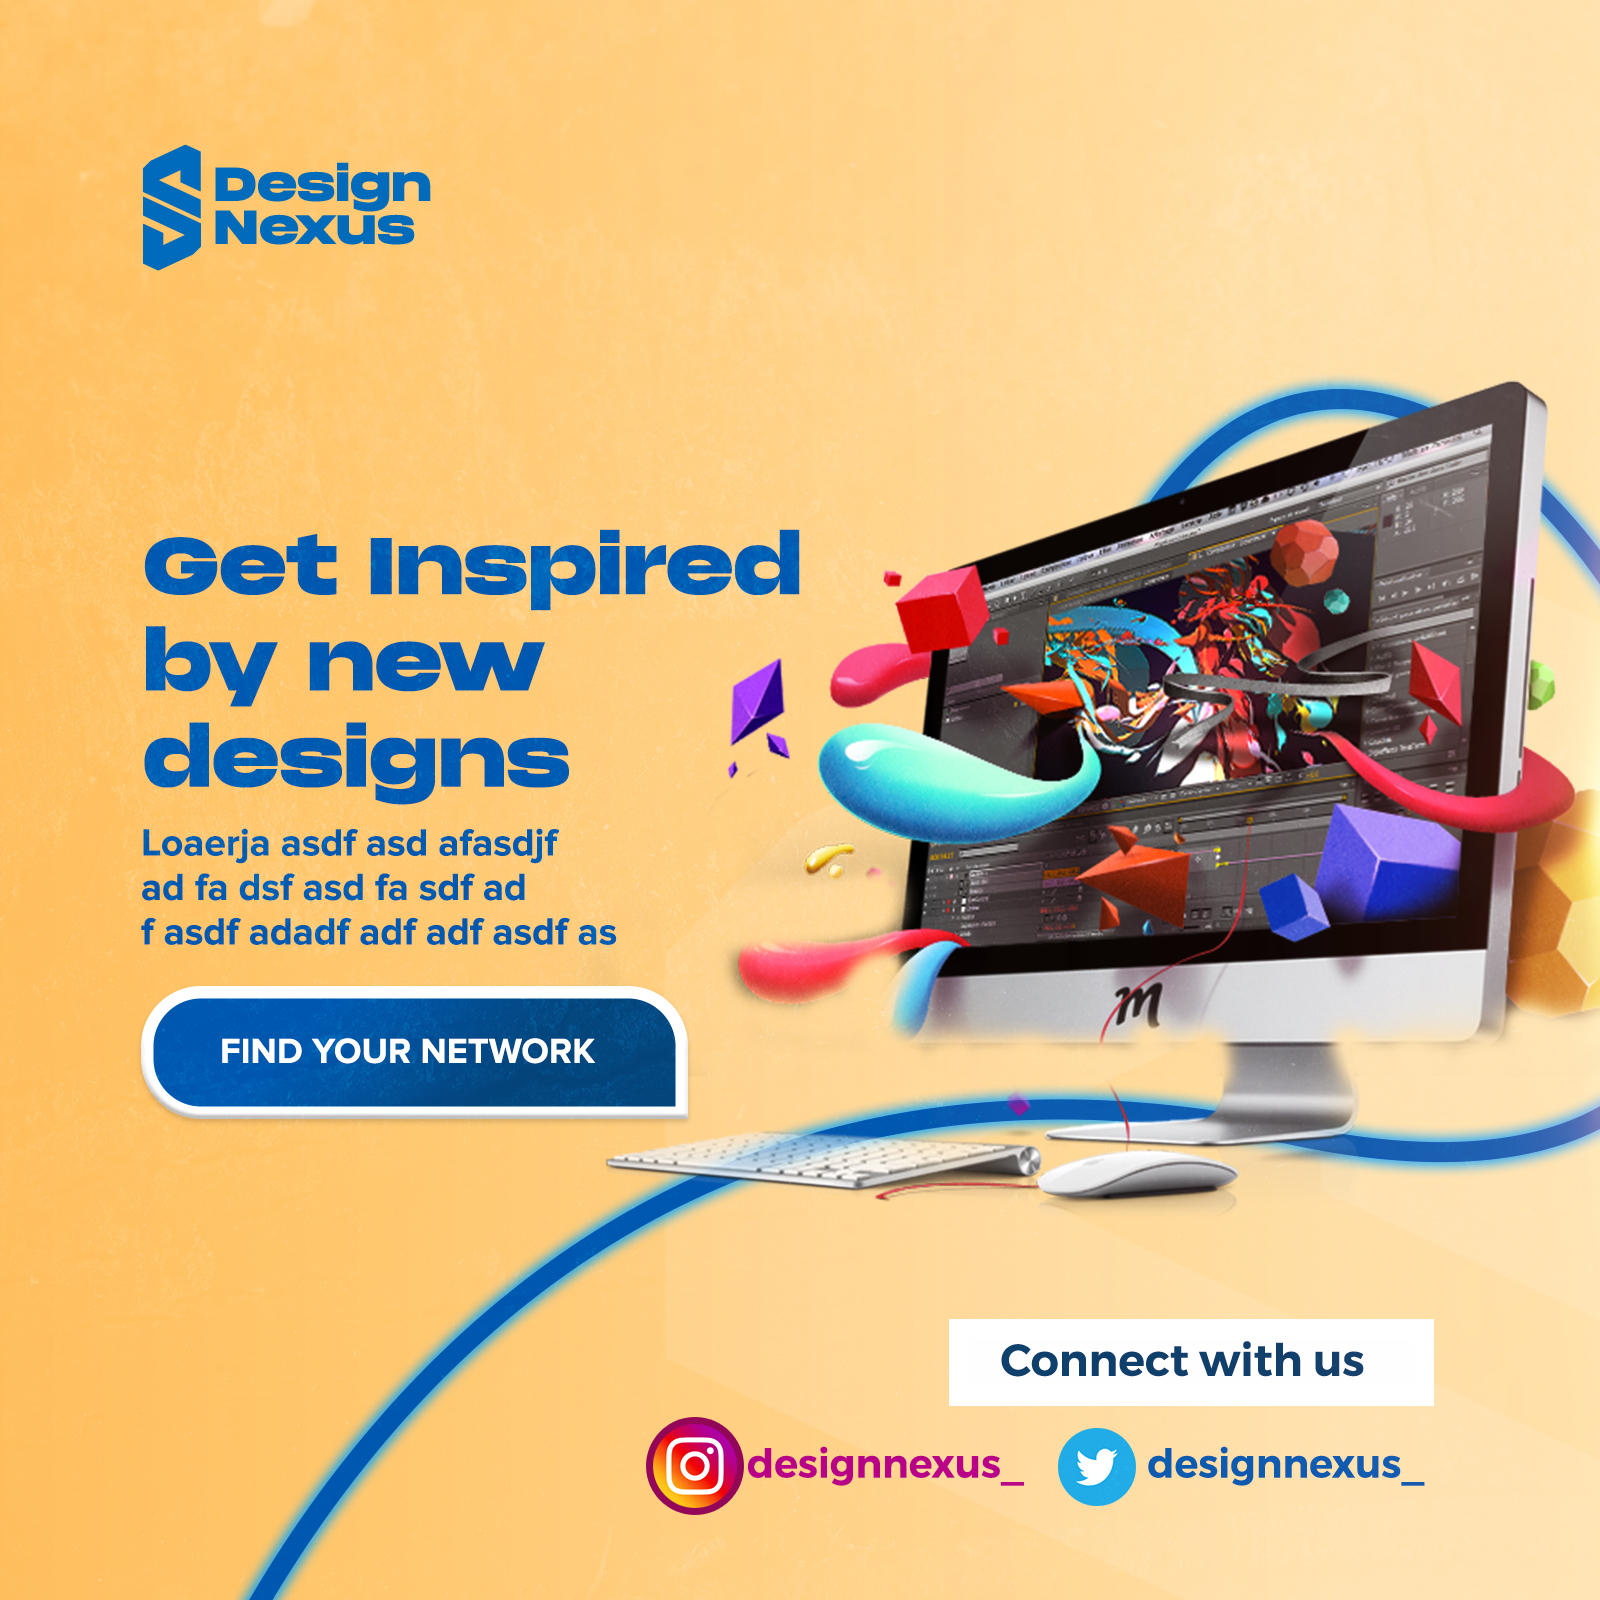 Design
Nexus
Get Inspired
by new
designs
Loaerja asdf asd afasdjf
ad fa dsf asd fa sdf ad
f asdf adadf adf adf asdf as
FIND YOUR NETWORK
m
Connect with us
designnexus_ designnexus_